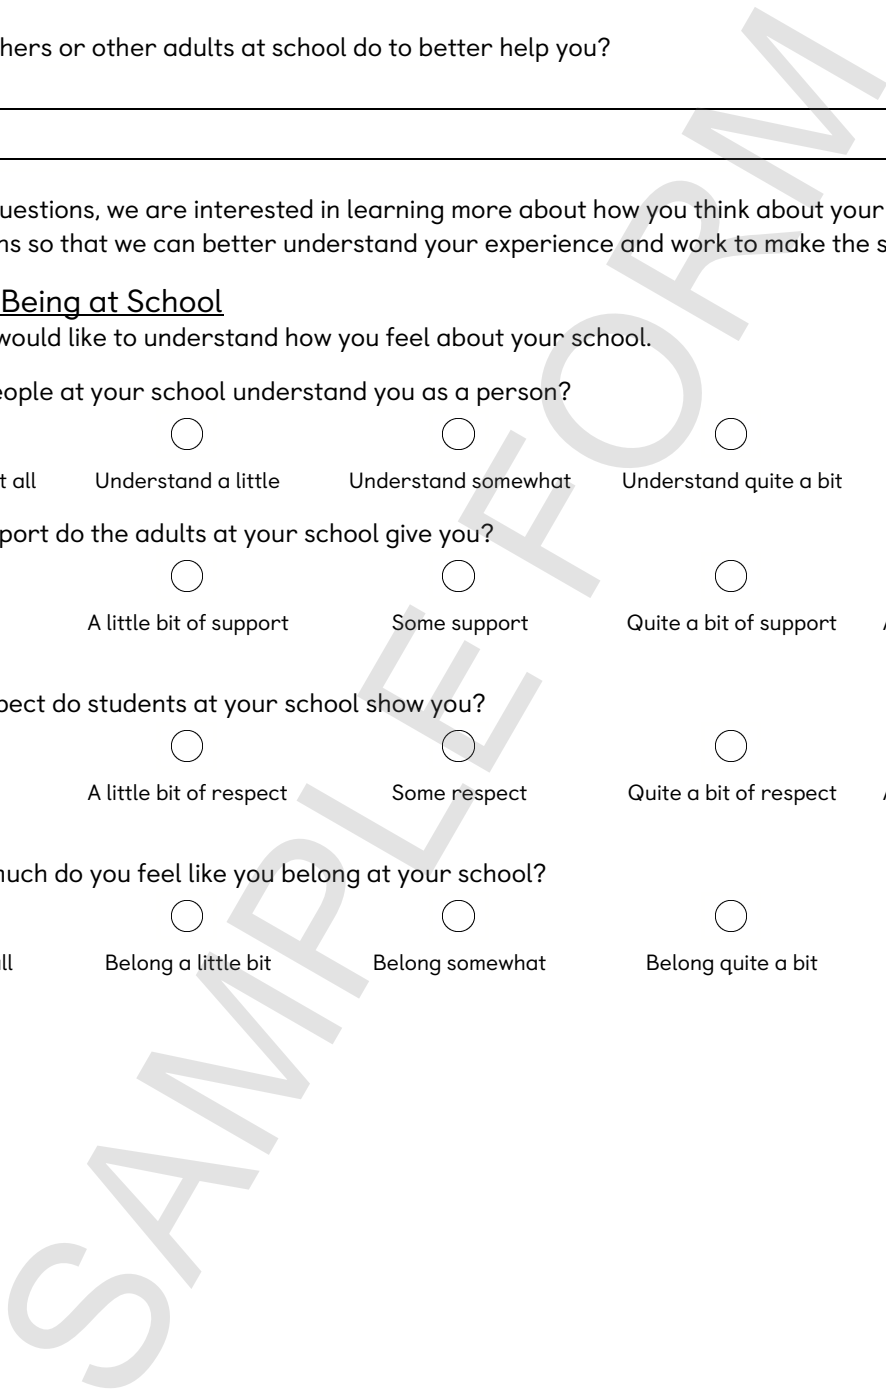 hers or other adults at school do to better help you?
uestions, we are interested in learning more about how you think about your
ns so that we can better understand your experience and work to make the s
Being at School
would like to understand how you feel about your school.
eople at your school understand you as a person?
t all Understand a little Understand somewhat Understand quite a bit
port do the adults at your school give you?
A little bit of support Some support Quite a bit of support
pect do students at your school show you?
A little bit of respect Some respect Quite a bit of respect
much do you feel like you belong at your school?
all Belong a little bit Belong somewhat Belong quite a bit
SAMPLE FORM